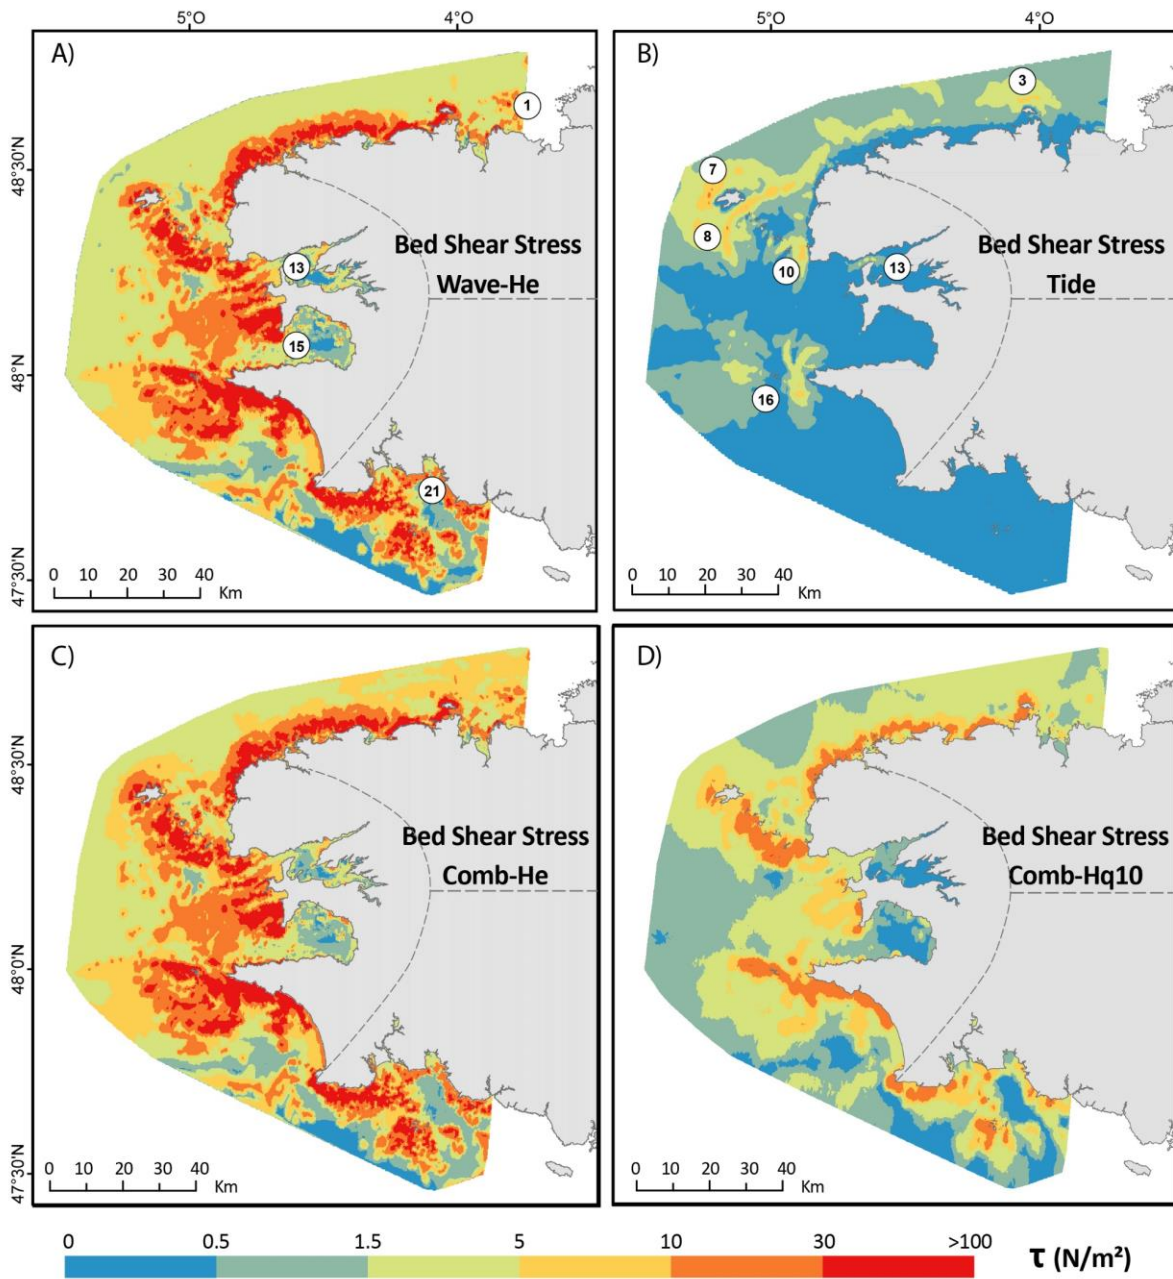 5°O 4°O 5°O 4°O
A) B)
1 3
48°30'N
7
8
Bed Shear Stress
Wave-He
13
Bed Shear Stress
Tide
10 13
15
48°N
16
21
47°30'N
0 10 20 30 40
Km
0 10 20 30 40
Km
C) D)
48°30'N
Bed Shear Stress
Comb-He
Bed Shear Stress
Comb-Hq10
48°0'N
47°30'N
0 10 20 30 40
Km
0 10 20 30 40
Km
0 0.5 1.5 5 10 30 >100 τ (N/m²)